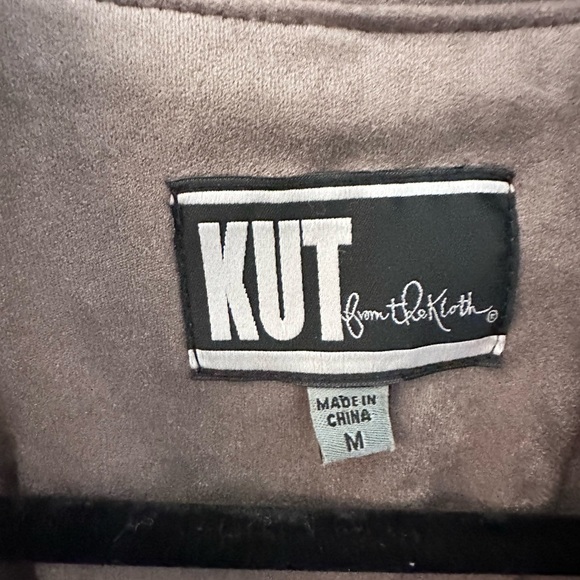 KUT from the Kloth®
MADE IN
CHINA
M